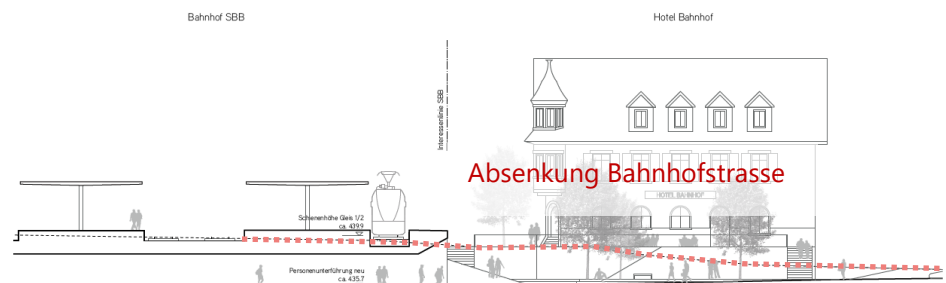 Bahnhof SBB
Hotel Bahnhof
Interessenlinie SBB
Absenkung Bahnhofstrasse
HOTEL BAHNHOF
Schienenhöhe Gleis 1/2
ca. 439.9
Personenunterführung neu
ca. 435.7